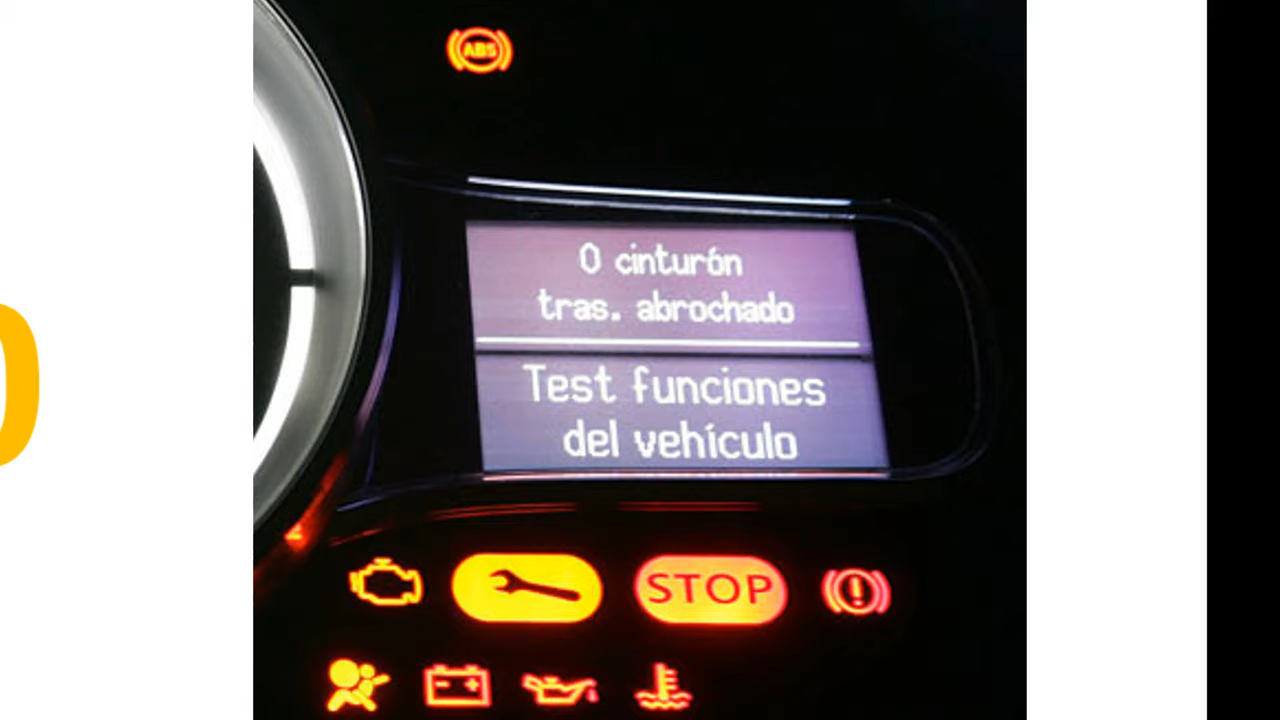 ABS
0 cinturón
tras. abrochado
Test funciones
del vehículo
STOP